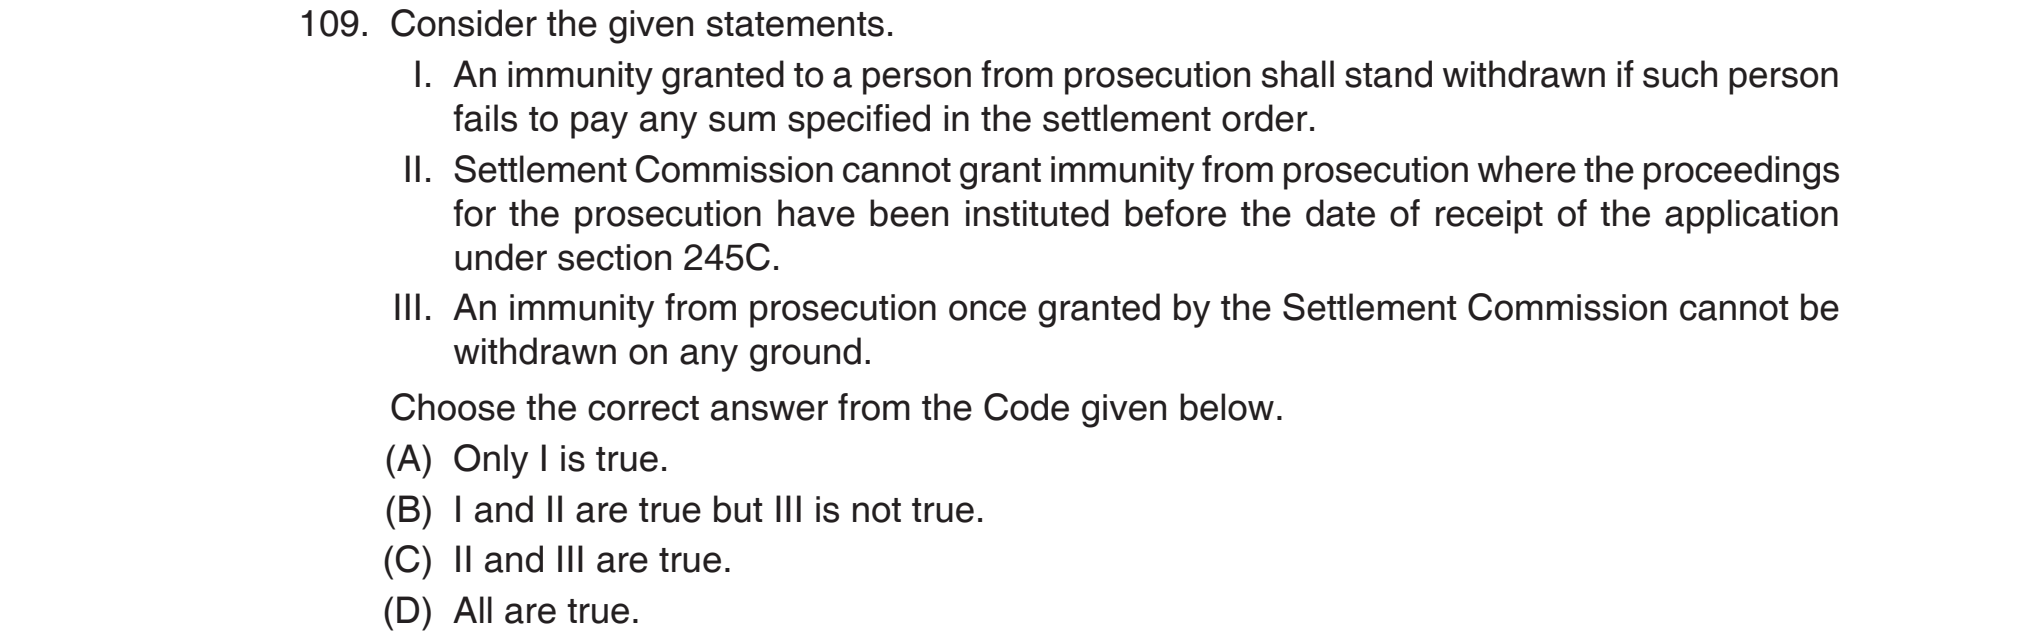 109. Consider the given statements.
I. An immunity granted to a person from prosecution shall stand withdrawn if such person
fails to pay any sum specified in the settlement order.
II. Settlement Commission cannot grant immunity from prosecution where the proceedings
for the prosecution have been instituted before the date of receipt of the application
under section 245C.
III. An immunity from prosecution once granted by the Settlement Commission cannot be
withdrawn on any ground.
Choose the correct answer from the Code given below.
(A) Only I is true.
(B) I and II are true but III is not true.
(C) II and III are true.
(D) All are true.